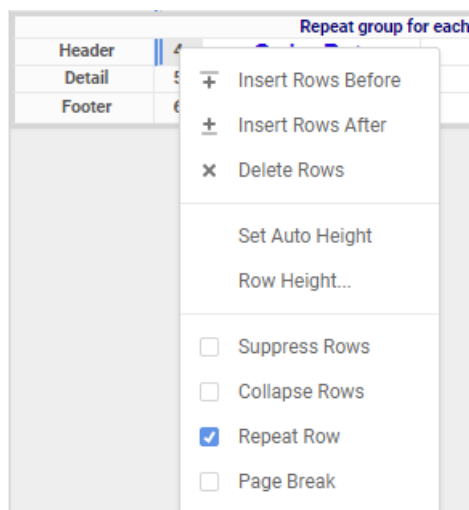 Repeat group for each
Header
Detail 5
Footer 6
Insert Rows Before
Insert Rows After
Delete Rows
Set Auto Height
Row Height...
Suppress Rows
Collapse Rows
Repeat Row
Page Break